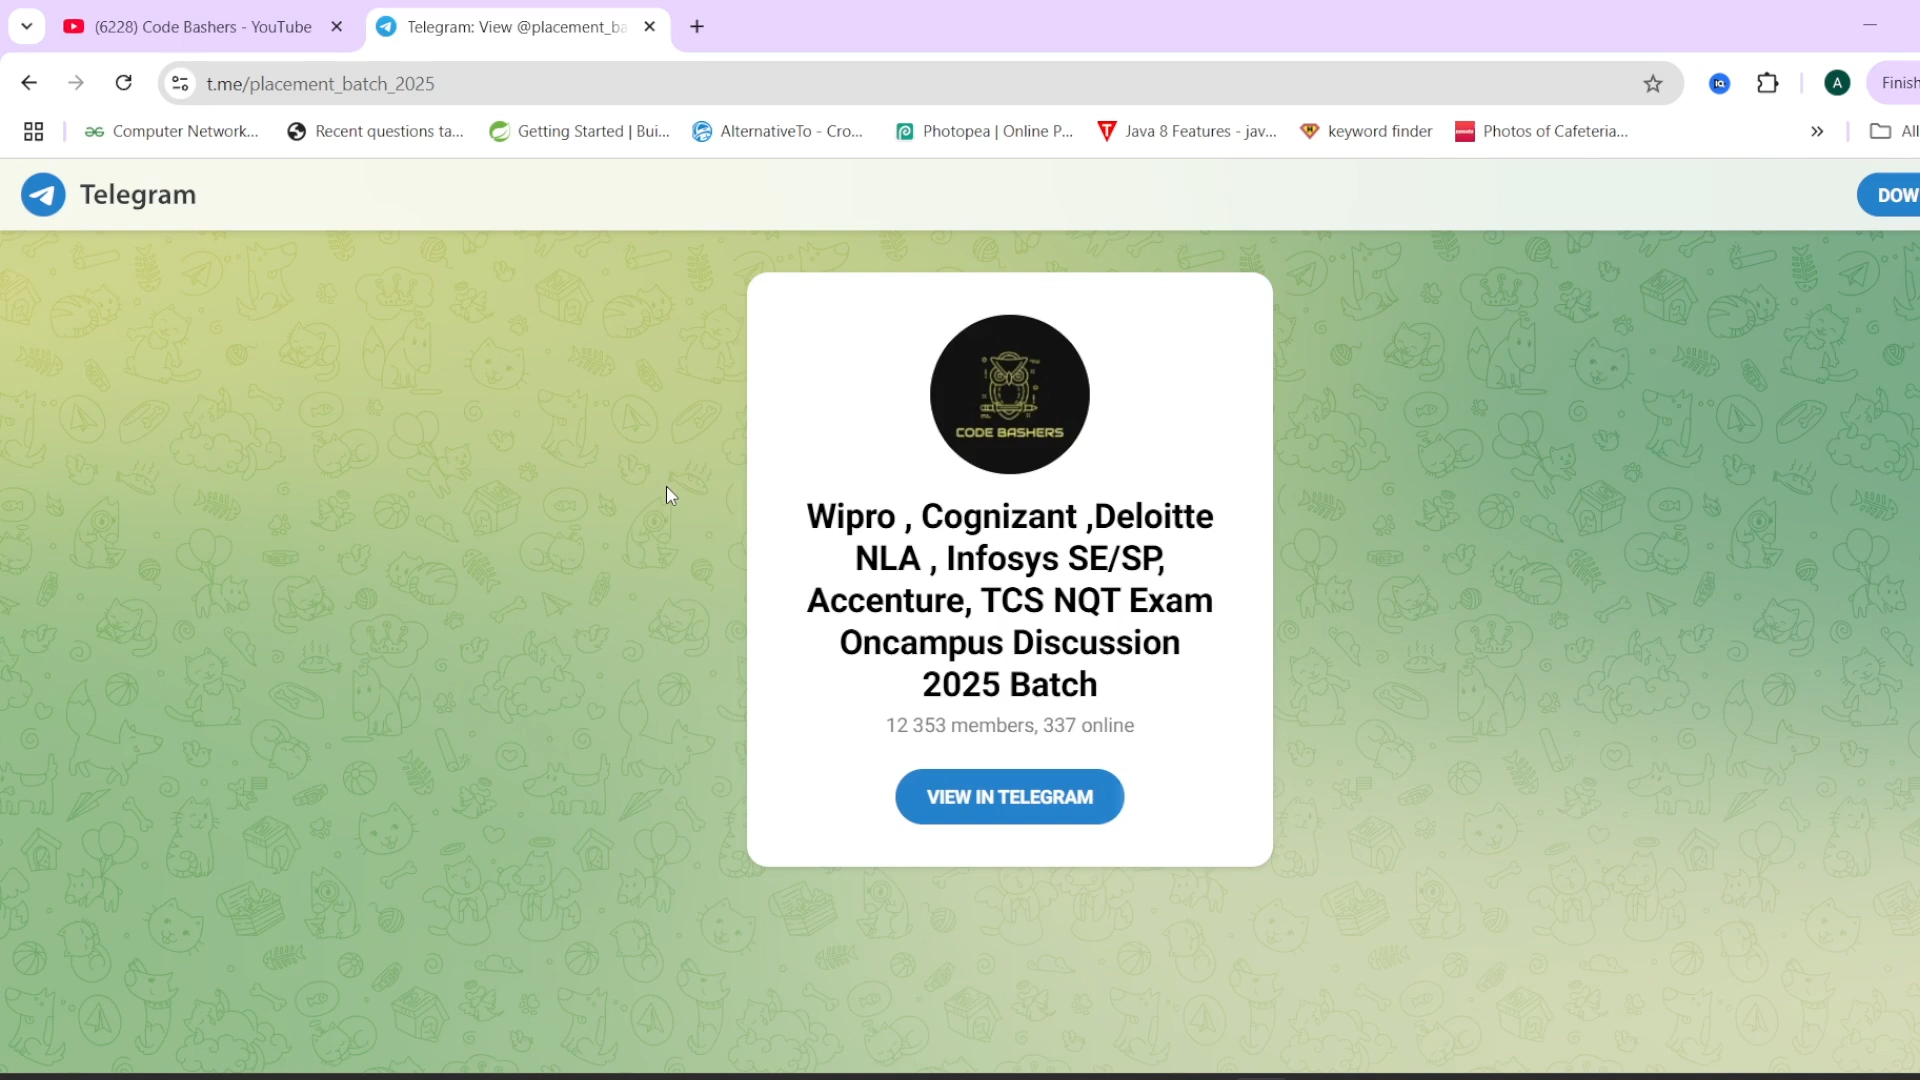 (6228) Code Bashers - YouTube
Telegram: View @placement_ba
t.me/placement_batch_2025
A
Finish
Computer Network...
Recent questions ta...
Getting Started | Bui...
AlternativeTo - Cro...
Photopea | Online P...
Java 8 Features - jav...
keyword finder
Photos of Cafeteria...
All
Telegram
DOW
CODE BASHERS
Wipro , Cognizant ,Deloitte
NLA , Infosys SE/SP,
Accenture, TCS NQT Exam
Oncampus Discussion
2025 Batch
12 353 members, 337 online
VIEW IN TELEGRAM